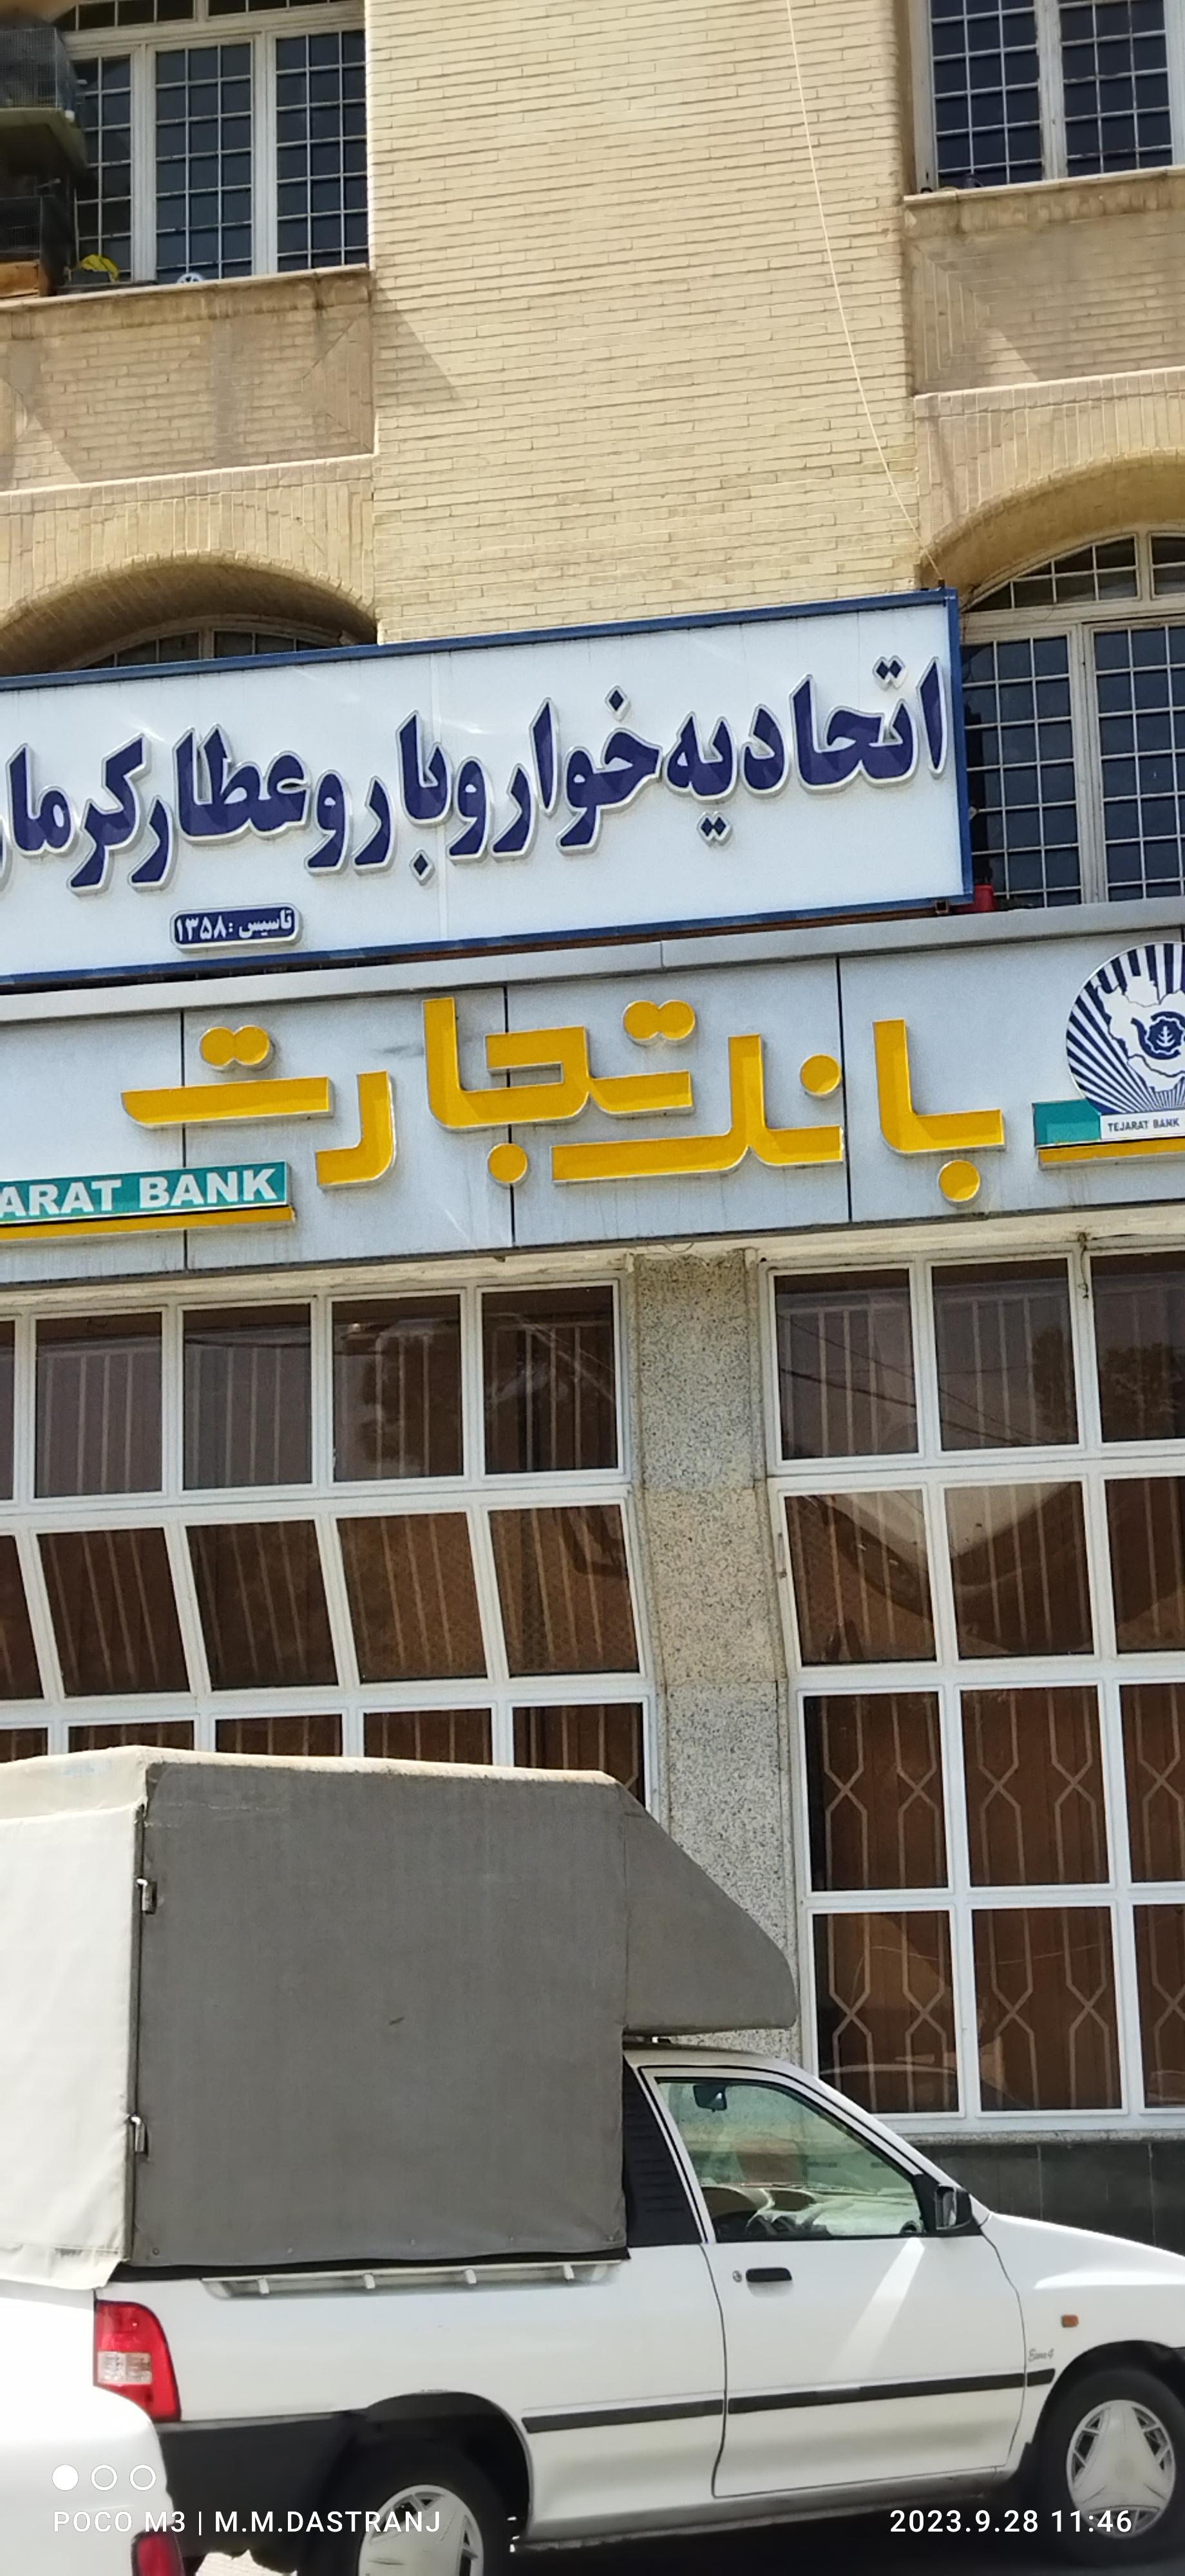 اتحادیه خواروبار و عطار کرما
تاسیس : ۱۳۵۸
بانک تجارت
TEJARAT BANK
ARAT BANK
POCO M3 | M.M.DASTRANJ
2023.9.28 11:46